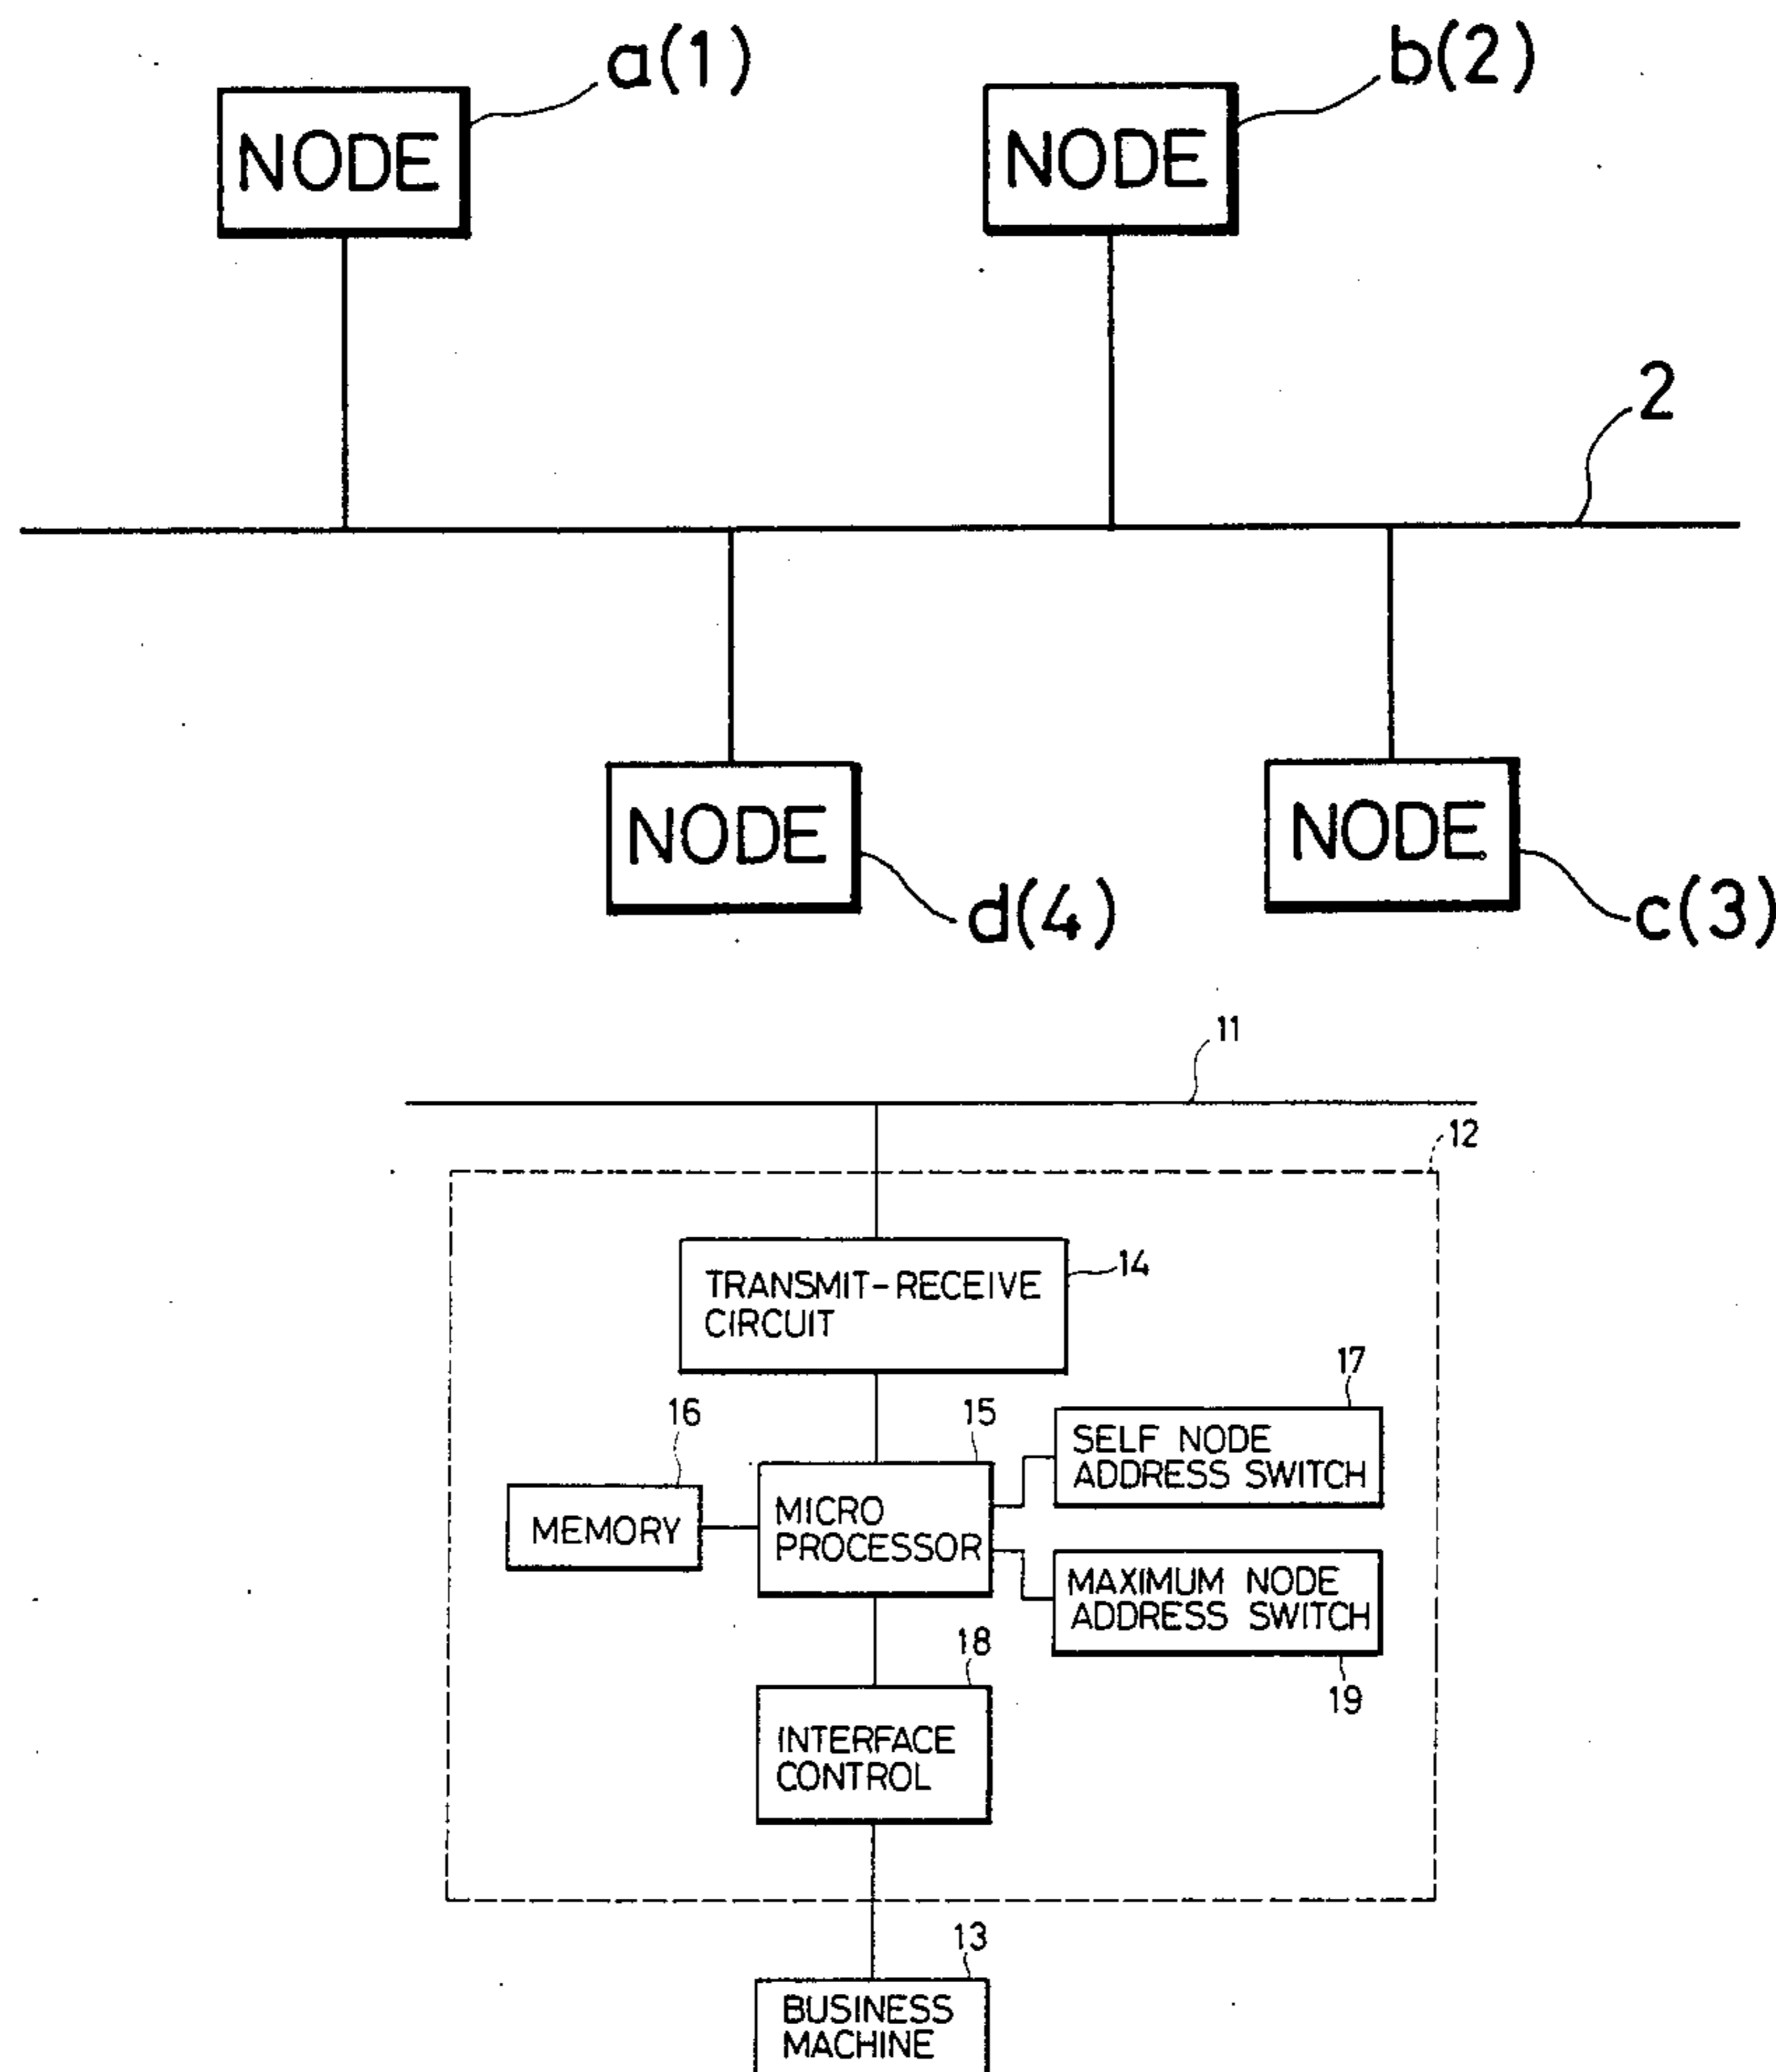 a(1)
b(2)
NODE
NODE
2
NODE
NODE
d(4)
c(3)
11
12
TRANSMIT-RECEIVE
CIRCUIT
14
17
16
15
SELF NODE
ADDRESS SWITCH
MEMORY
MICRO
PROCESSOR
MAXIMUM NODE
ADDRESS SWITCH
18
19
INTERFACE
CONTROL
13
BUSINESS
MACHINE